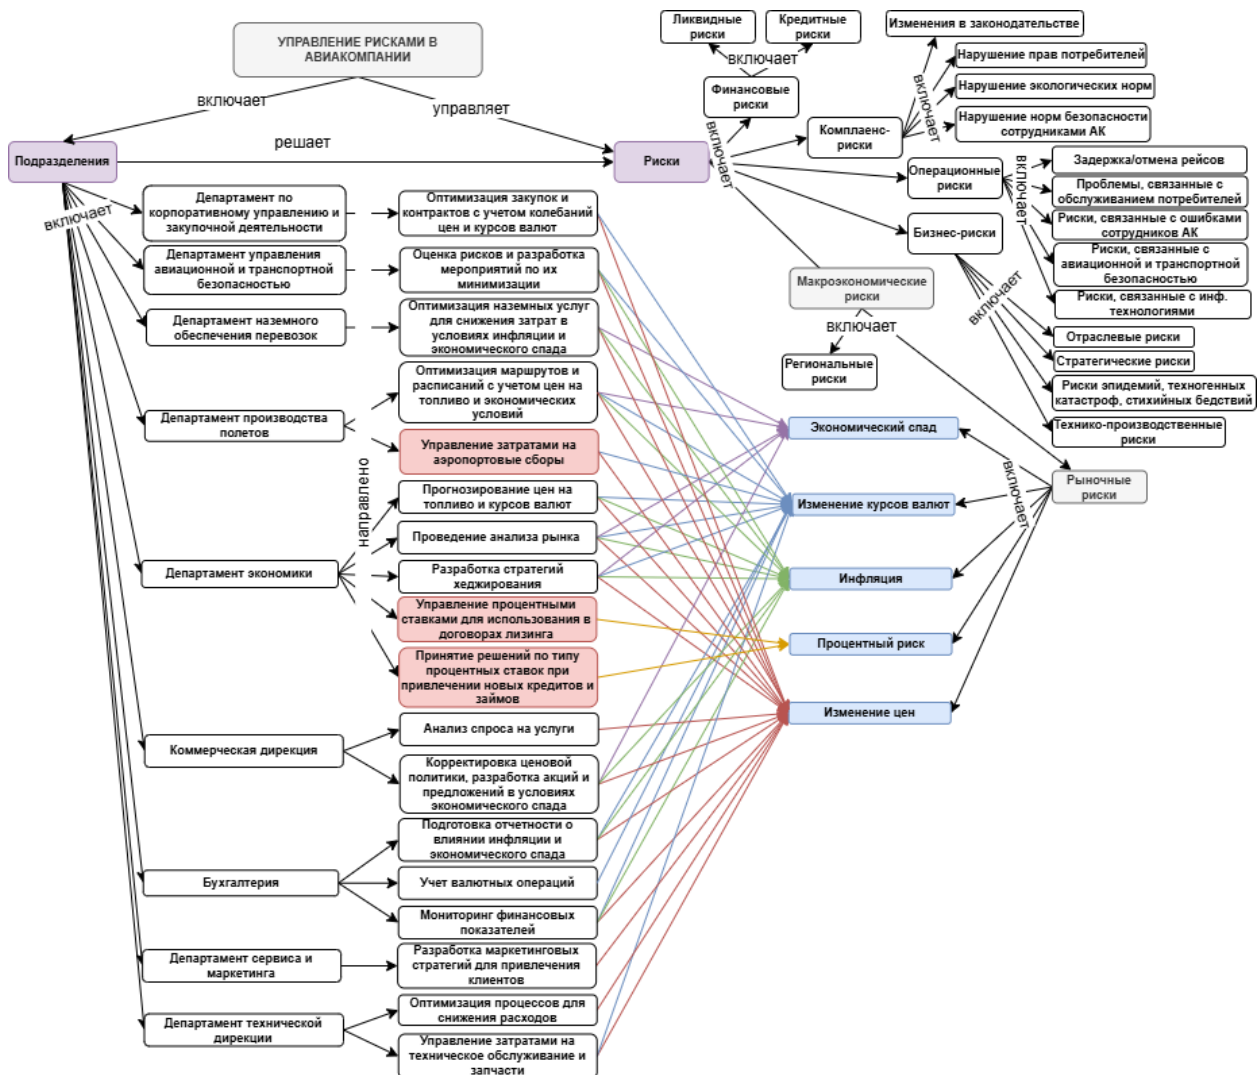 УПРАВЛЕНИЕ РИСКАМИ В
АВИАКОМПАНИИ
включает
управляет
решает
Подразделения
Риски
включает
Департамент по
корпоративному управлению и
закупочной деятельности
Департамент управления
авиационной и транспортной
безопасностью
Департамент наземного
обеспечения перевозок
Департамент производства
полетов
Департамент экономики
Коммерческая дирекция
Бухгалтерия
Департамент сервиса и
маркетинга
Департамент технической
дирекции
направлено
Оптимизация закупок и
контрактов с учетом колебаний
цен и курсов валют
Оценка рисков и разработка
мероприятий по их
минимизации
Оптимизация наземных услуг
для снижения затрат в
условиях инфляции и
экономического спада
Оптимизация маршрутов и
расписаний с учетом цен на
топливо и экономических
условий
Управление затратами на
аэропортовые сборы
Прогнозирование цен на
топливо и курсов валют
Проведение анализа рынка
Разработка стратегий
хеджирования
Управление процентными
ставками для использования в
договорах лизинга
Принятие решений по типу
процентных ставок при
привлечении новых кредитов и
займов
Анализ спроса на услуги
Корректировка ценовой
политики, разработка акций и
предложений в условиях
экономического спада
Подготовка отчетности о
влиянии инфляции и
экономического спада
Учет валютных операций
Мониторинг финансовых
показателей
Разработка маркетинговых
стратегий для привлечения
клиентов
Оптимизация процессов для
снижения расходов
Управление затратами на
техническое обслуживание и
запчасти
включает
Ликвидные
риски
Кредитные
риски
включает
Финансовые
риски
Комплаенс-
риски
включает
Изменения в законодательстве
Нарушение прав потребителей
Нарушение экологических норм
Нарушение норм безопасности
сотрудниками АК
Операционные
риски
включает
Задержка/отмена рейсов
Проблемы, связанные с
обслуживанием потребителей
Риски, связанные с ошибками
сотрудников АК
Риски, связанные с
авиационной и транспортной
безопасностью
Риски, связанные с инф.
технологиями
Бизнес-риски
включает
Отраслевые риски
Стратегические риски
Риски эпидемий, техногенных
катастроф, стихийных бедствий
Технико-производственные
риски
Макроэкономические
риски
включает
Региональные
риски
Рыночные
риски
включает
Экономический спад
Изменение курсов валют
Инфляция
Процентный риск
Изменение цен